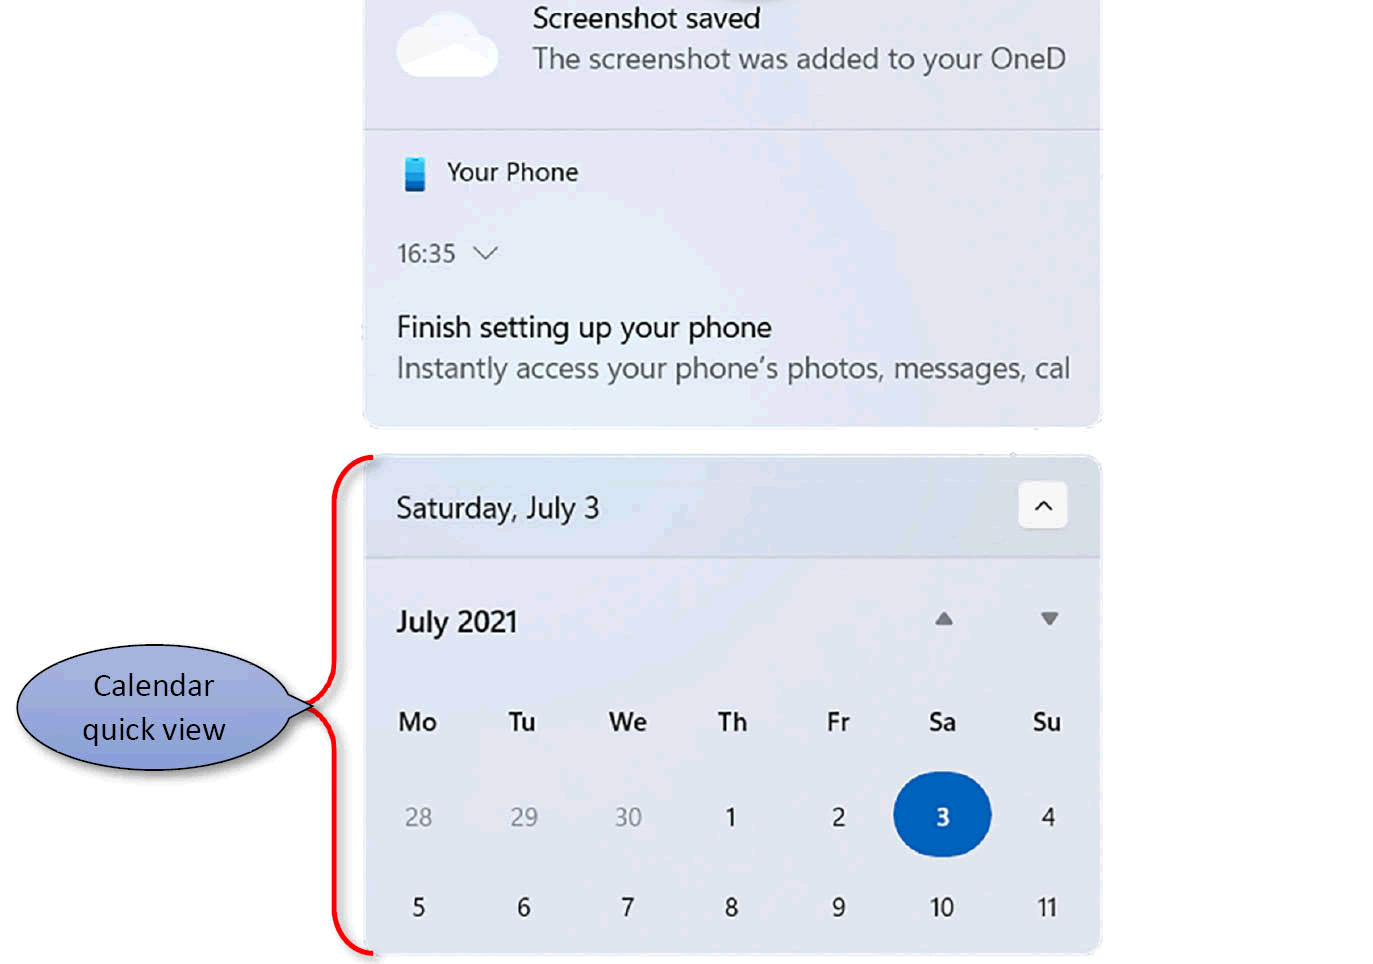 Screenshot saved
The screenshot was added to your OneD
Your Phone
16:35
Finish setting up your phone
Instantly access your phone’s photos, messages, cal
Saturday, July 3
July 2021
Calendar
quick view
Mo Tu We Th Fr Sa Su
28 29 30 1 2 3 4
5 6 7 8 9 10 11